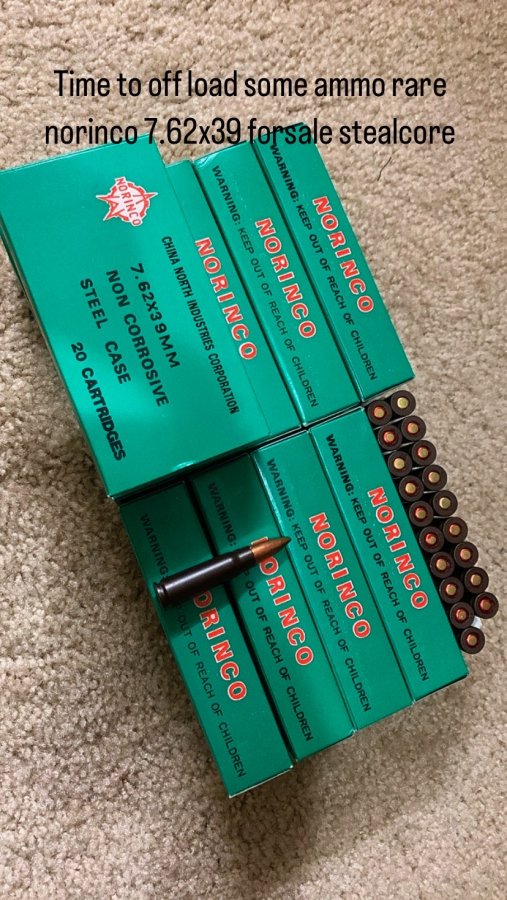 Time to off load some ammo rare
norinco 7.62x39 forsale stealcore
NORINCO
7.62X39MM
NON CORROSIVE
STEEL CASE
20 CARTRIDGES
NORINCO
CHINA NORTH INDUSTRIES CORPORATION
NORINCO
WARNING: KEEP OUT OF REACH OF CHILDREN
NORINCO
WARNING: KEEP OUT OF REACH OF CHILDREN
NORINCO
WARNING: KEEP OUT OF REACH OF CHILDREN
NORINCO
WARNING: KEEP OUT OF REACH OF CHILDREN
NORINCO
WARNING: KEEP OUT OF REACH OF CHILDREN
ORINCO
WARNING
OUT OF REACH OF CHILDREN